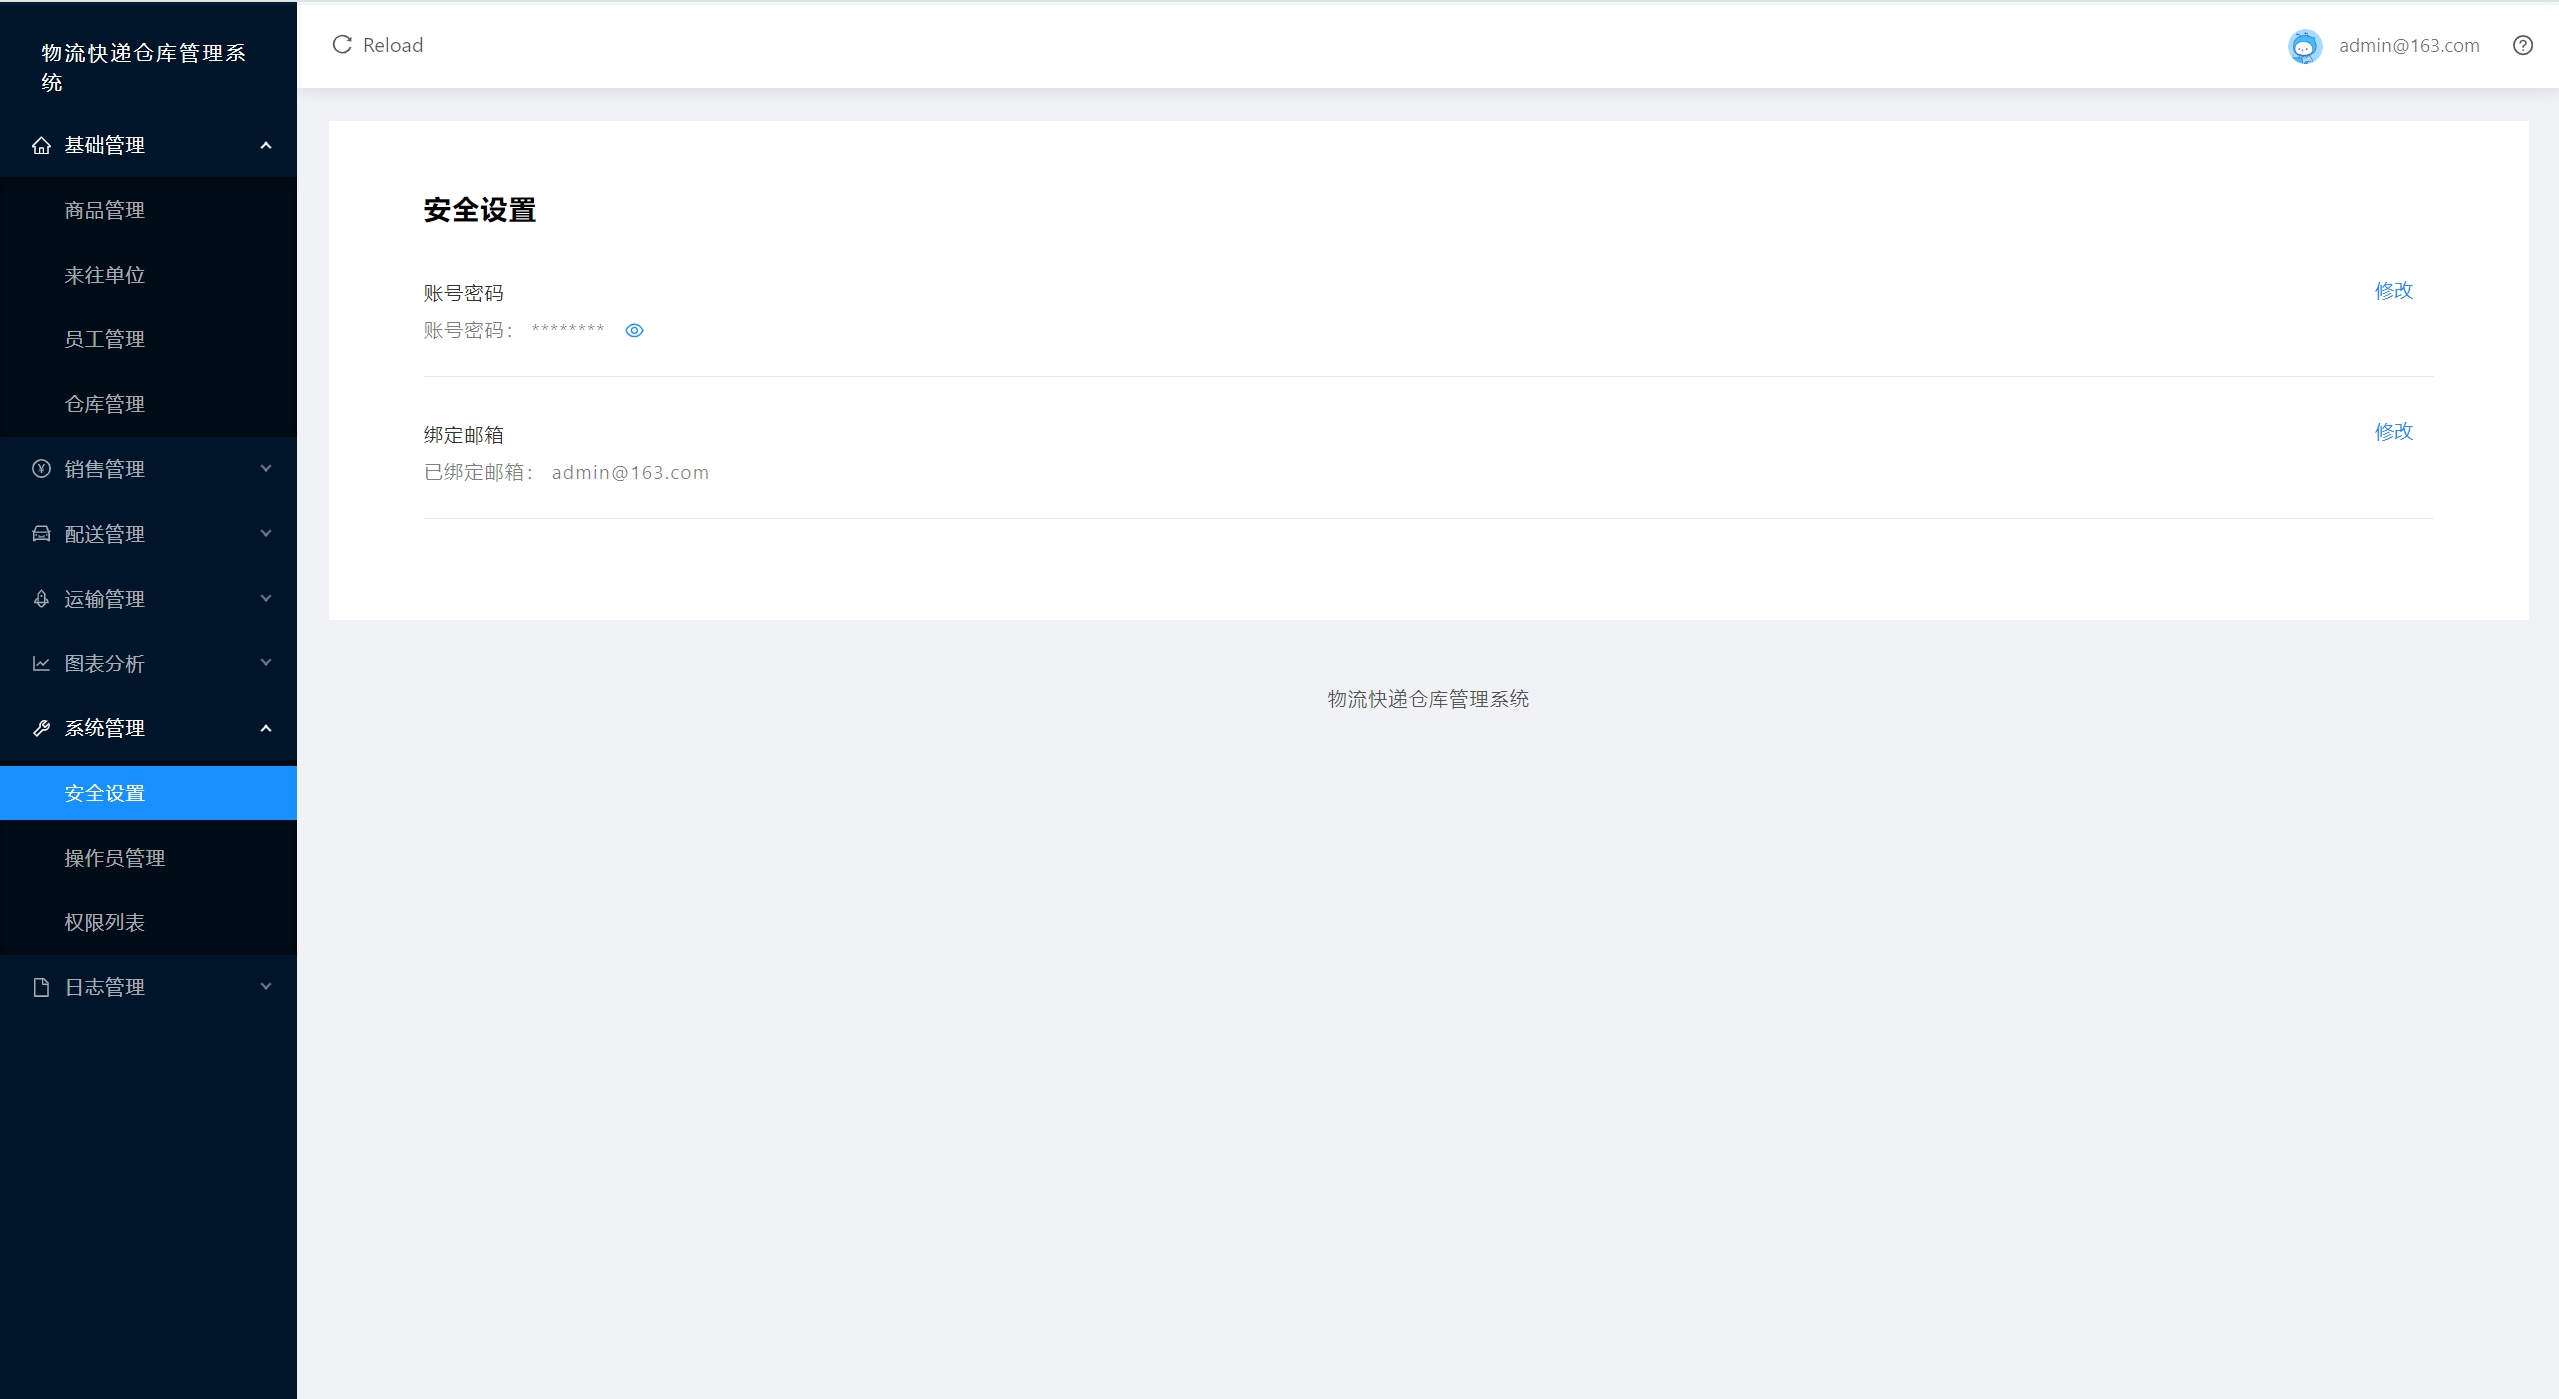 物流快递仓库管理系
统
基础管理
商品管理
来往单位
员工管理
仓库管理
销售管理
配送管理
运输管理
图表分析
系统管理
安全设置
操作员管理
权限列表
日志管理
Reload
admin@163.com
安全设置
账号密码
修改
账号密码： ********
绑定邮箱
修改
已绑定邮箱： admin@163.com
物流快递仓库管理系统